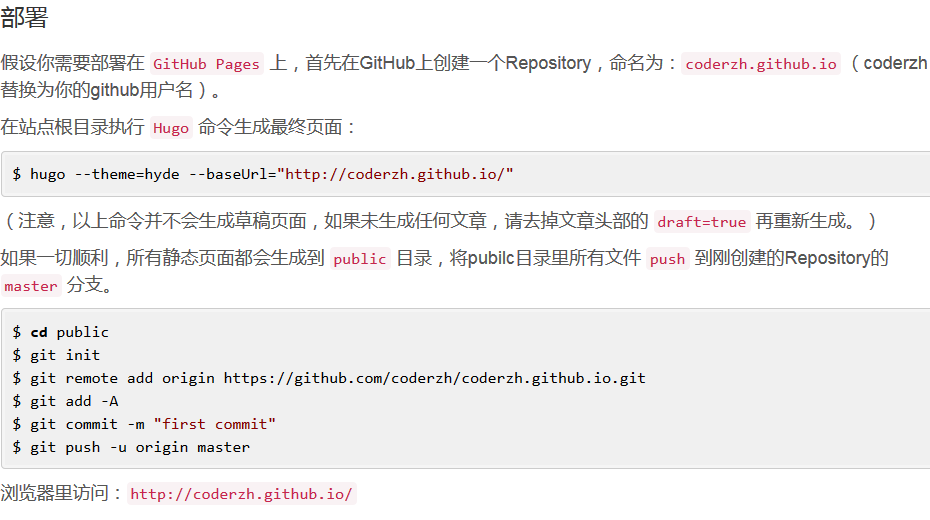 部署
假设你需要部署在 GitHub Pages 上，首先在GitHub上创建一个Repository，命名为：coderzh.github.io （coderzh
替换为你的github用户名）。
在站点根目录执行 Hugo 命令生成最终页面：
$ hugo --theme=hyde --baseUrl="http://coderzh.github.io/"
（注意，以上命令并不会生成草稿页面，如果未生成任何文章，请去掉文章头部的 draft=true 再重新生成。）
如果一切顺利，所有静态页面都会生成到 public 目录，将pubilc目录里所有文件 push 到刚创建的Repository的
master 分支。
$ cd public
$ git init
$ git remote add origin https://github.com/coderzh/coderzh.github.io.git
$ git add -A
$ git commit -m "first commit"
$ git push -u origin master
浏览器里访问：http://coderzh.github.io/